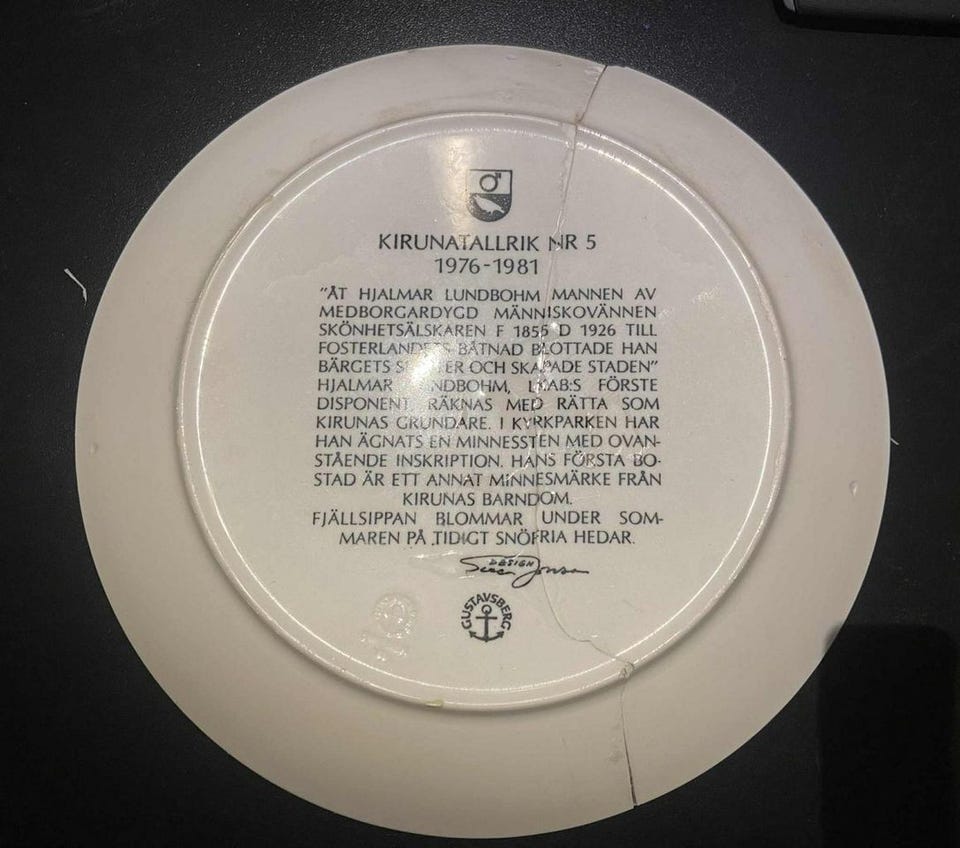 KIRUNATALLRIK NR 5
1976-1981
"ÅT HJALMAR LUNDBOHM MANNEN AV
MEDBORGARDYGD MÄNNISKOVÄNNEN
SKÖNHETSÄLSKAREN F 1855 D 1926 TILL
FOSTERLANDETS BÅTNAD BLOTTADE HAN
BÄRGETS OCH SKAPADE STADEN"
HJALMAR LUNDBOHM, LKAB:S FÖRSTE
DISPONENT RÄKNAS MED RÄTTA SOM
KIRUNAS GRUNDARE. I KYRKPARKEN HAR
HAN ÄGNATS EN MINNESSTEN MED OVAN-
STÅENDE INSKRIPTION. HANS FÖRSTA BO-
STAD ÄR ETT ANNAT MINNESMÄRKE FRÅN
KIRUNAS BARNDOM.
FJÄLLSIPPAN BLOMMAR UNDER SOM-
MAREN PÅ TIDIGT SNÖFRIA HEDAR.
DESIGN
GUSTAVSBERG